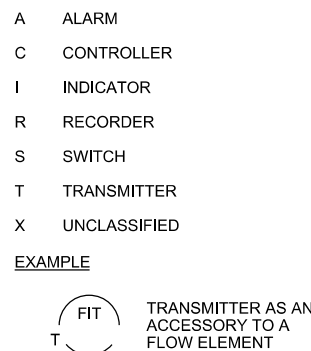 A ALARM
C CONTROLLER
I INDICATOR
R RECORDER
S SWITCH
T TRANSMITTER
X UNCLASSIFIED
EXAMPLE
FIT
T
TRANSMITTER AS AN
ACCESSORY TO A
FLOW ELEMENT